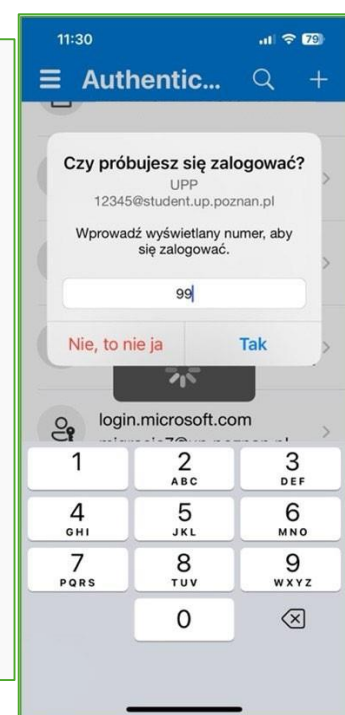 11:30
79
Authentic...
Czy próbujesz się zalogować?
UPP
12345@student.up.poznan.pl
Wprowadź wyświetlany numer, aby
się zalogować.
99
Nie, to nie ja
Tak
login.microsoft.com
1
2
ABC
3
DEF
4
GHI
5
JKL
6
MNO
7
PQRS
8
TUV
9
WXYZ
0